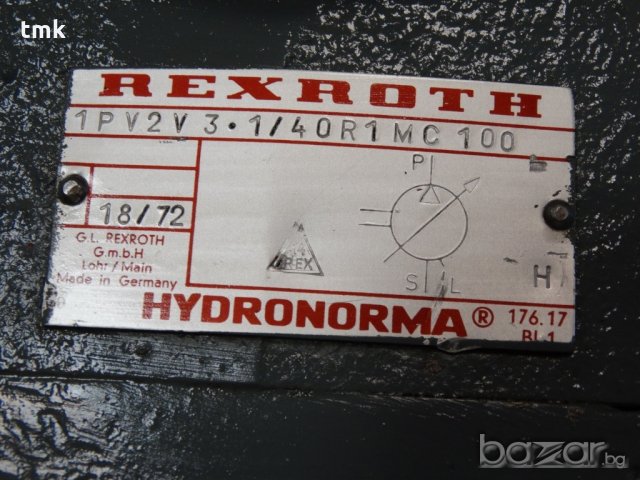 tmk
REXROTH
1PV2V3·1/40R1MC100
18/72
G.L. REXROTH
G.m.b.H
Lohr/Main
Made in Germany
P
REX
S L
H
HYDRONORMA® 176.17
Bl.1
bazar.bg